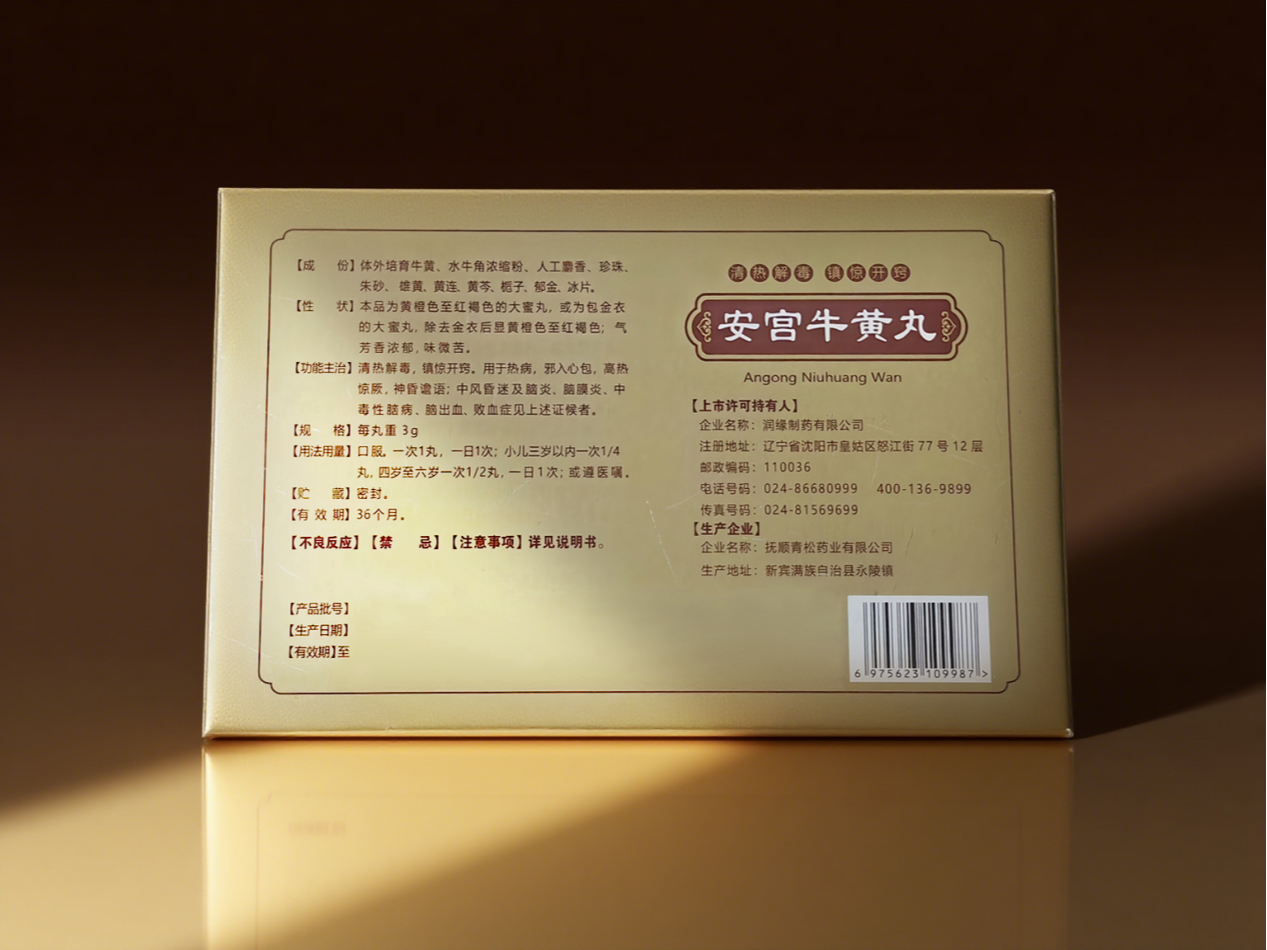 【成 份】体外培育牛黄、水牛角浓缩粉、人工麝香、珍珠、
朱砂、雄黄、黄连、黄芩、栀子、郁金、冰片。
【性 状】本品为黄橙色至红褐色的大蜜丸，或为包金衣
的大蜜丸，除去金衣后显黄橙色至红褐色；气
芳香浓郁，味微苦。
【功能主治】清热解毒，镇惊开窍。用于热病，邪入心包，高热
惊厥，神昏谵语；中风昏迷及脑炎、脑膜炎、中
毒性脑病、脑出血、败血症见上述证候者。
【规 格】每丸重 3g
【用法用量】口服。一次1丸，一日1次；小儿三岁以内一次1/4
丸，四岁至六岁一次1/2丸，一日1次；或遵医嘱。
【贮 藏】密封。
【有 效 期】36个月。
【不良反应】【禁 忌】【注意事项】详见说明书。
【产品批号】
【生产日期】
【有效期】至
清热解毒 镇惊开窍
安宫牛黄丸
Angong Niuhuang Wan
【上市许可持有人】
企业名称：润缘制药有限公司
注册地址：辽宁省沈阳市皇姑区怒江街 77 号 12 层
邮政编码：110036
电话号码：024-86680999 400-136-9899
传真号码：024-81569699
【生产企业】
企业名称：抚顺青松药业有限公司
生产地址：新宾满族自治县永陵镇
6 975623 109987 >